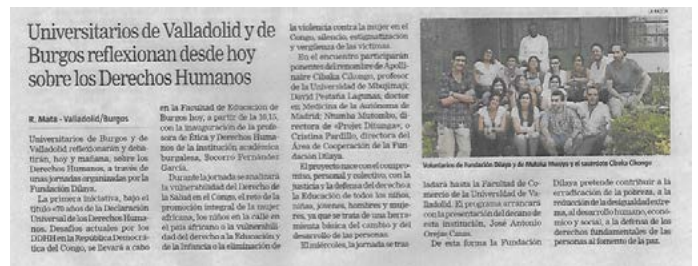 Universitarios de Valladolid y de
Burgos reflexionan desde hoy
sobre los Derechos Humanos
R. Mata - Valladolid/Burgos
Universitarios de Burgos y de
Valladolid reflexionarán y deba-
tirán, hoy y mañana, sobre los
Derechos Humanos, a través de
unas jornadas organizadas por la
Fundación Dilaya.
La primera iniciativa, bajo el
título «70 años de la Declaración
Universal de los Derechos Huma-
nos. Desafíos actuales por los
DDHH en la República Democrá-
tica del Congo, se llevará a cabo
en la Facultad de Educación de
Burgos hoy, a partir de la 16,15,
con la inauguración de la profe-
sora de Ética y Derechos Huma-
nos de la institución académica
burgalesa, Socorro Fernández
García.
Durante la jornada se analizará
la vulnerabilidad del Derecho de
la Salud en el Congo, el reto de la
promoción integral de la mujer
africana, los niños en la calle en
el país africano o la vulnerabili-
dad del derecho a la Educación y
de la Infancia o la eliminación de
la violencia contra la mujer en el
Congo, silencio, estigmatización
y vergüenza de las víctimas.
En el encuentro participarán
ponentes del renombre de Apolli-
naire Cibaka Cikongo, profesor
de la Universidad de
David Pestaña Lagunas, doctor
en Medicina de la Autónoma de
Madrid; Ntumba Mutombo, di-
rectora de «Projet Ditunga»; o
Cristina Pardillo, directora del
Área de Cooperación de la Fun-
dación Dilaya.
El proyecto nace con el compro-
miso, personal y colectivo, con la
justicia y la defensa del derecho a
la Educación de todos los niños,
niñas, jóvenes, hombres y muje-
res, ya que se trata de una herra-
mienta básica del cambio y del
desarrollo de las personas.
El miércoles, la jornada se tras-
Voluntarios de Fundación Dilaya y de y el sacerdote Cibaka Cikongo
ladará hasta la Facultad de Co-
mercio de la Universidad de Va-
lladolid. El programa arrancará
con la presentación del decano de
esta institución, José Antonio
Orejas Casas.
De esta forma la Fundación
Dilaya pretende contribuir a la
erradicación de la pobreza, a la
reducción de la desigualdad extre-
ma, al desarrollo humano, econó-
mico y social, a la defensa de los
derechos fundamentales de las
personas al fomento de la paz.